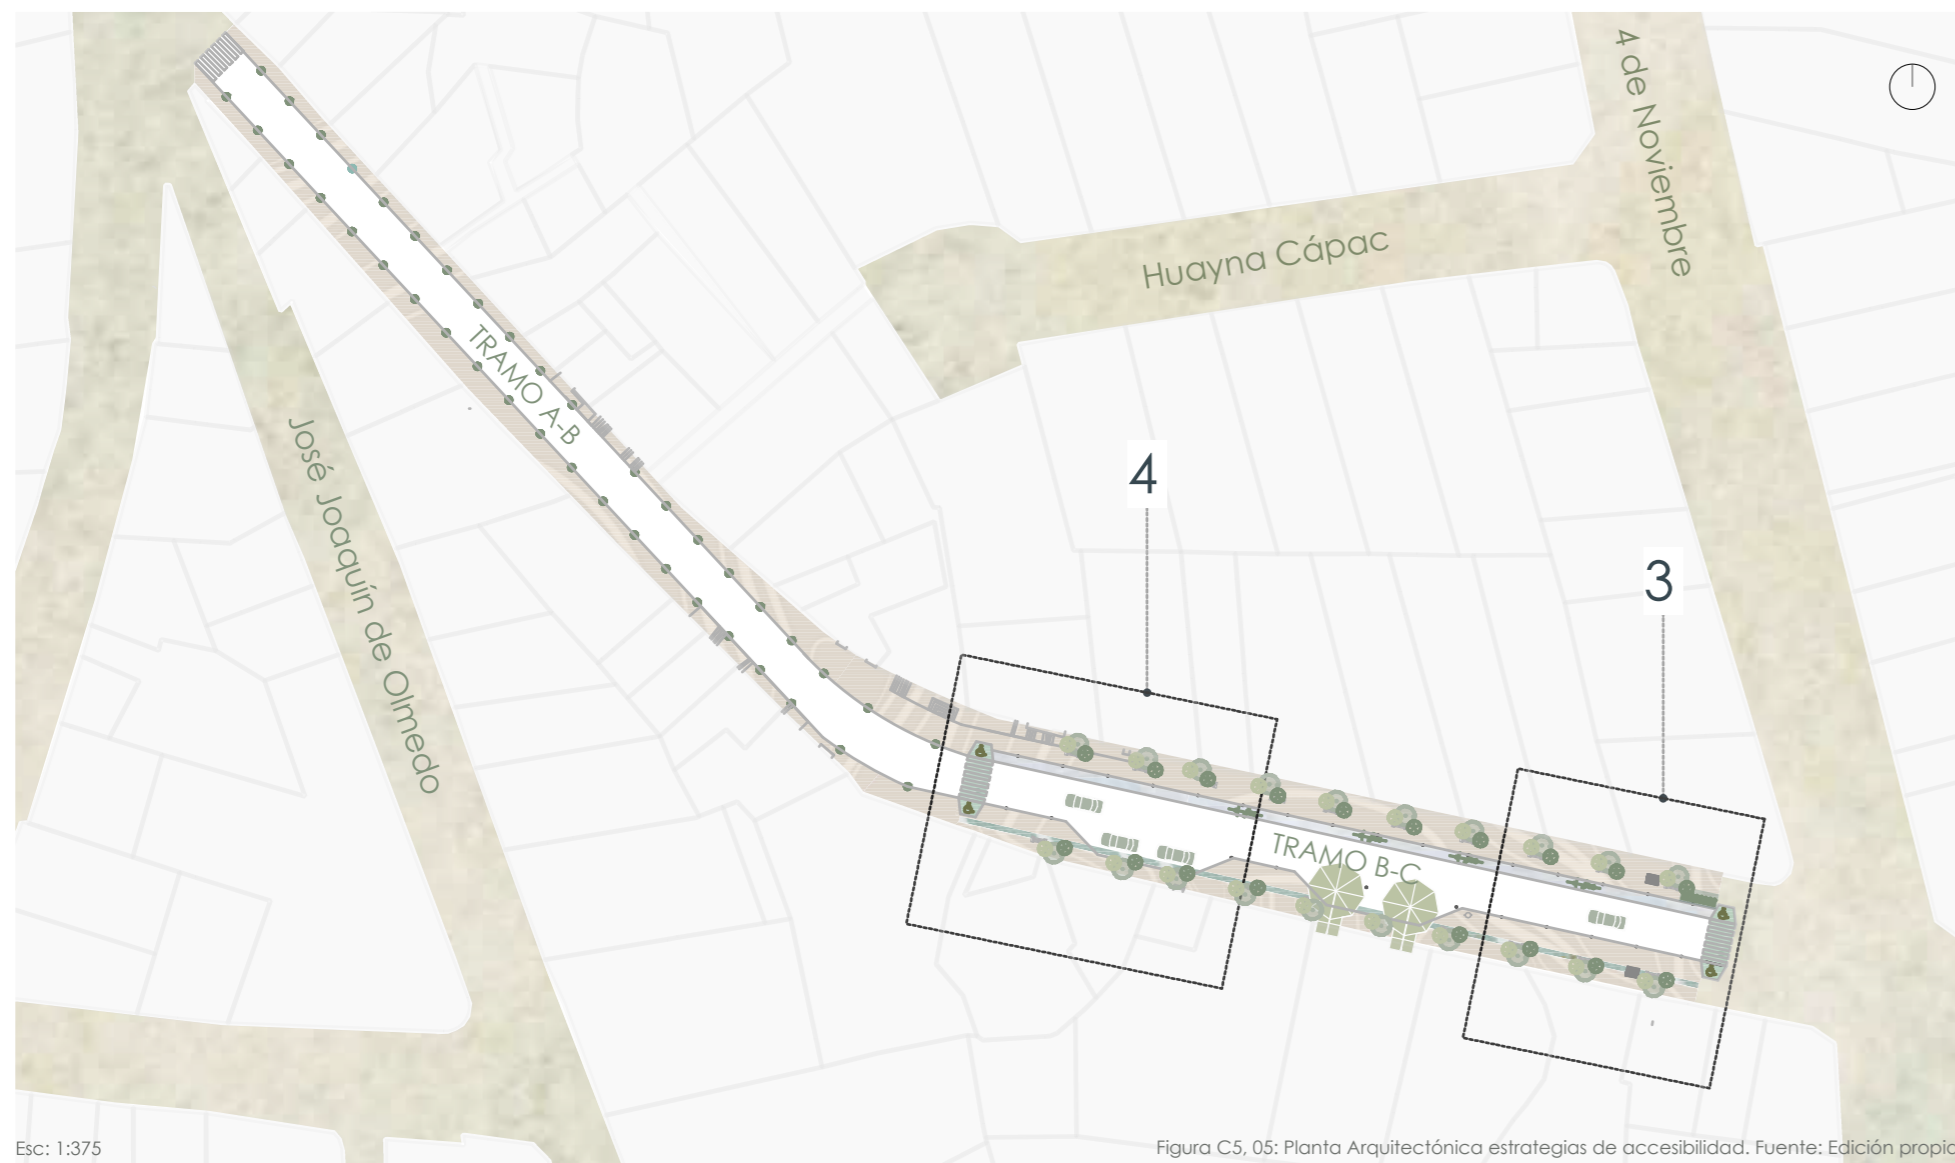 4 de Noviembre
Huayna Cápac
TRAMO A-B
José Joaquín de Olmedo
4
3
TRAMO B-C
Esc: 1:375
Figura C5, 05: Planta Arquitectónica estrategias de accesibilidad. Fuente: Edición propia